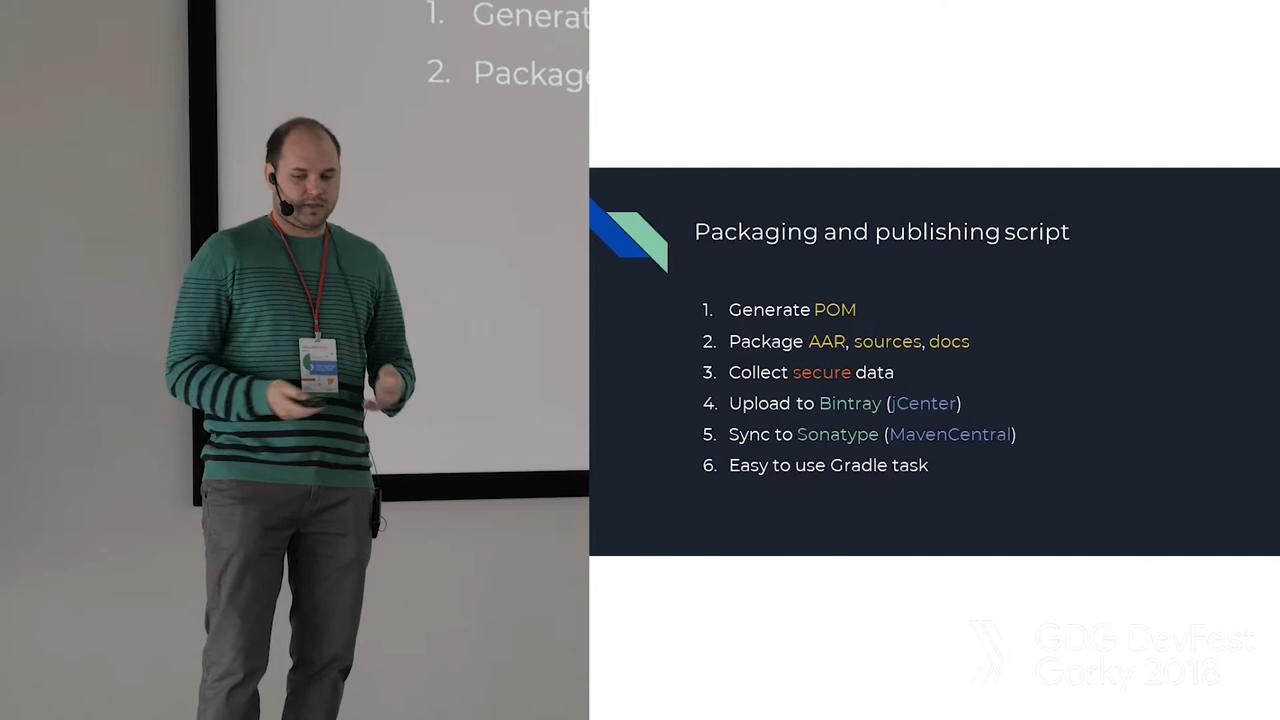 1. Generat
2. Package
Packaging and publishing script
1. Generate POM
2. Package AAR, sources, docs
3. Collect secure data
4. Upload to Bintray (jCenter)
5. Sync to Sonatype (MavenCentral)
6. Easy to use Gradle task
GDG DevFest
Gorky 2018